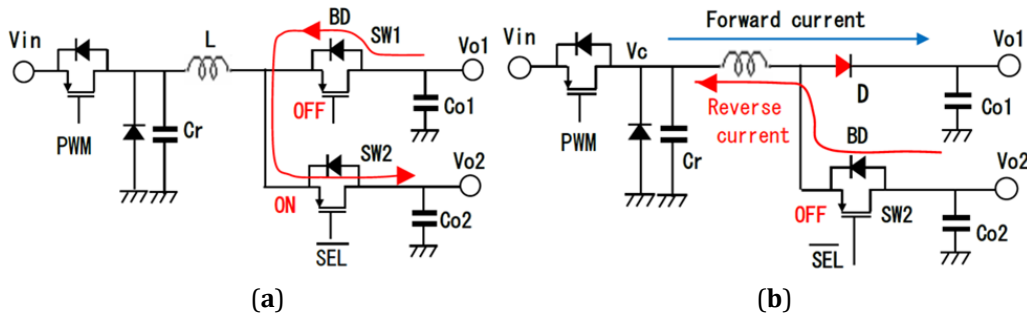 Vin
L
BD
SW1
Vo1
OFF
Co1
PWM
Cr
SW2
Vo2
ON
Co2
SEL
(a)
Forward current
Vin
Vc
Vo1
D
Co1
Reverse
current
BD
PWM
Cr
Vo2
OFF
SW2
Co2
SEL
(b)